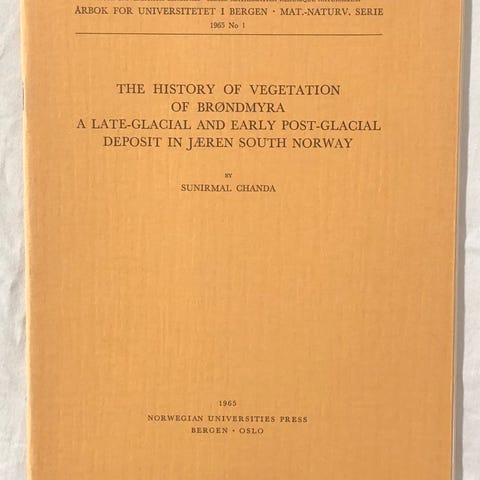 ÅRBOK FOR UNIVERSITETET I BERGEN · MAT.-NATURV. SERIE
1965 No 1
THE HISTORY OF VEGETATION
OF BRØNDMYRA
A LATE-GLACIAL AND EARLY POST-GLACIAL
DEPOSIT IN JÆREN SOUTH NORWAY
BY
SUNIRMAL CHANDA
1965
NORWEGIAN UNIVERSITIES PRESS
BERGEN · OSLO